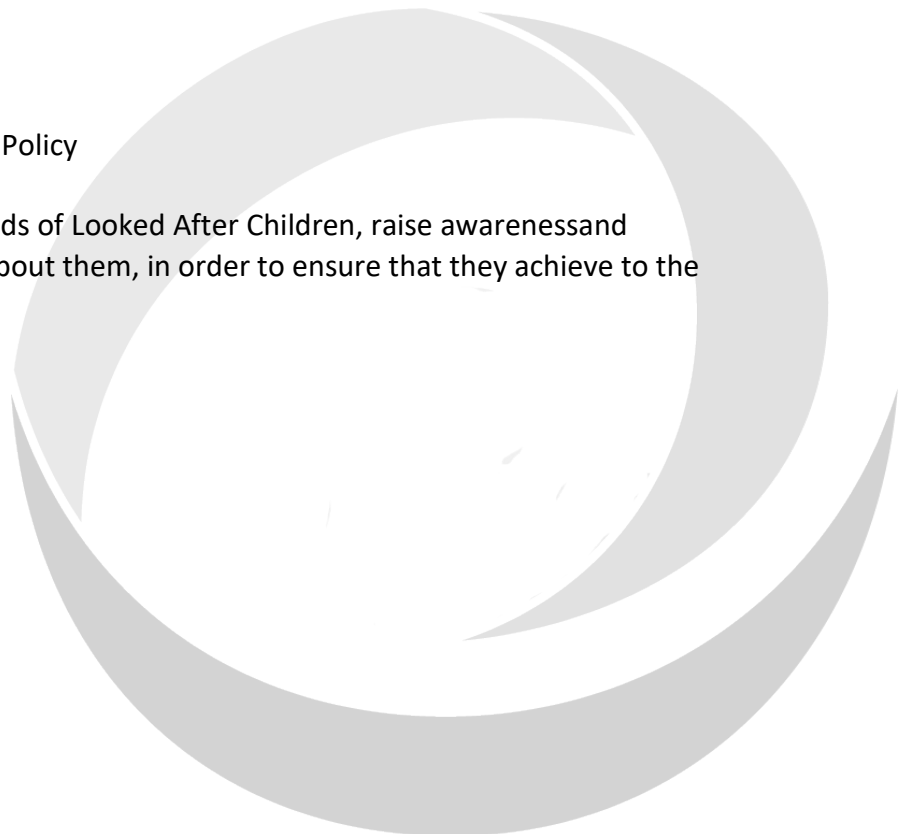 Policy
ds of Looked After Children, raise awarenessand
bout them, in order to ensure that they achieve to the